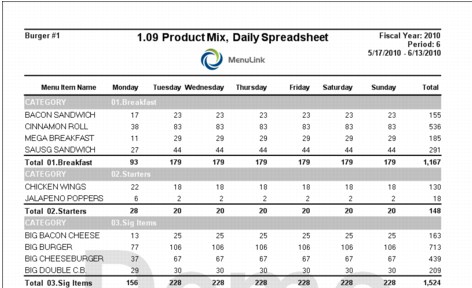 Burger #1 1.09 Product Mix, Daily Spreadsheet Fiscal Year: 2010
Period: 6
MenuLink 5/17/2010 - 6/13/2010
Menu Item Name Monday Tuesday Wednesday Thursday Friday Saturday Sunday Total
CATEGORY 01.Breakfast
BACON SANDWICH 17 23 23 23 23 23 23 155
CINNAMON ROLL 38 83 83 83 83 83 83 536
MEGA BREAKFAST 11 29 29 29 29 29 29 185
SAUSG SANDWICH 27 44 44 44 44 44 44 291
Total 01.Breakfast 93 179 179 179 179 179 179 1,167
CATEGORY 02.Starters
CHICKEN WINGS 22 18 18 18 18 18 18 130
JALAPENO POPPERS 6 2 2 2 2 2 2 18
Total 02.Starters 28 20 20 20 20 20 20 148
CATEGORY 03.Sig Items
BIG BACON CHEESE 13 25 25 25 25 25 25 163
BIG BURGER 77 106 106 106 106 106 106 713
BIG CHEESEBURGER 37 67 67 67 67 67 67 439
BIG DOUBLE C.B. 29 30 30 30 30 30 30 209
Total 03.Sig Items 156 228 228 228 228 228 228 1,524